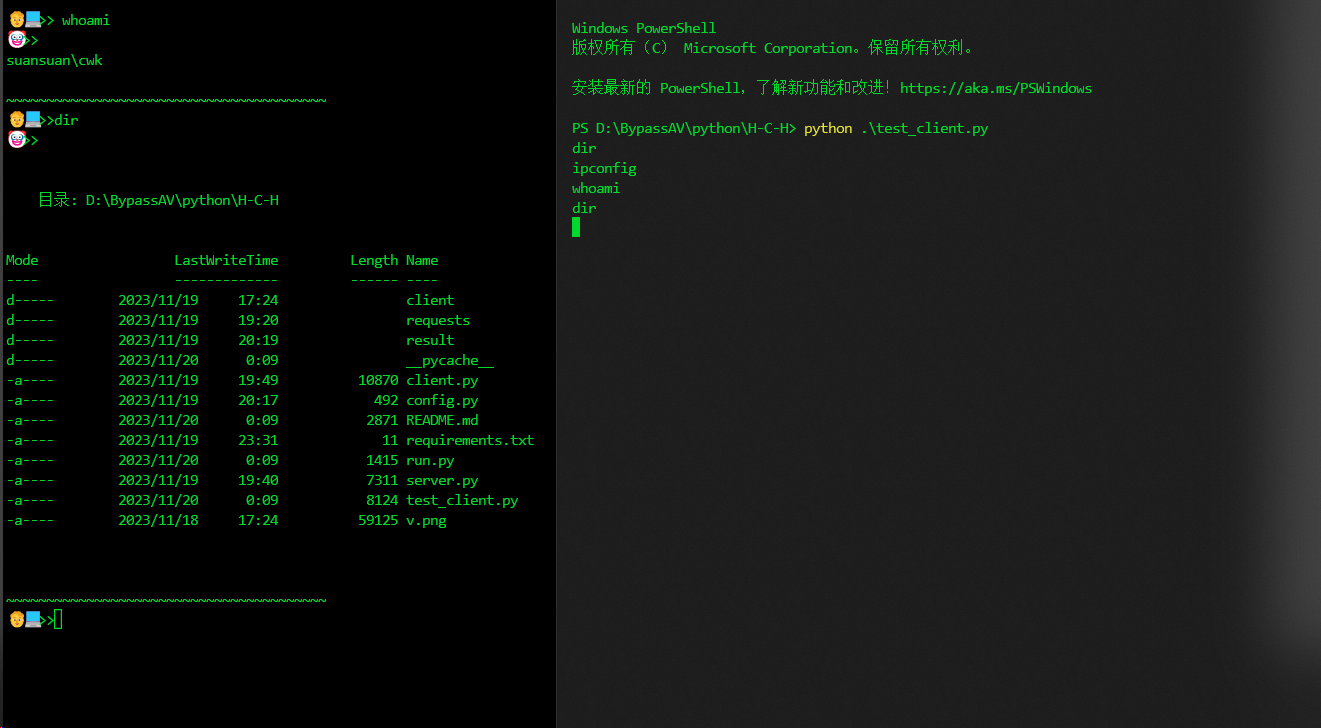 >> whoami
>>
suansuan\cwk
~~~~~~~~~~~~~~~~~~~~~~~~~~~~~~~~~~~~~~~~
>>dir
>>
目录: D:\BypassAV\python\H-C-H
Mode LastWriteTime Length Name
---- ------------- ------ ----
d----- 2023/11/19 17:24 client
d----- 2023/11/19 19:20 requests
d----- 2023/11/19 20:19 result
d----- 2023/11/20 0:09 __pycache__
-a---- 2023/11/19 19:49 10870 client.py
-a---- 2023/11/19 20:17 492 config.py
-a---- 2023/11/20 0:09 2871 README.md
-a---- 2023/11/19 23:31 11 requirements.txt
-a---- 2023/11/20 0:09 1415 run.py
-a---- 2023/11/19 19:40 7311 server.py
-a---- 2023/11/20 0:09 8124 test_client.py
-a---- 2023/11/18 17:24 59125 v.png
~~~~~~~~~~~~~~~~~~~~~~~~~~~~~~~~~~~~~~~~
>>
Windows PowerShell
版权所有（C） Microsoft Corporation。保留所有权利。
安装最新的 PowerShell，了解新功能和改进！https://aka.ms/PSWindows
PS D:\BypassAV\python\H-C-H> python .\test_client.py
dir
ipconfig
whoami
dir